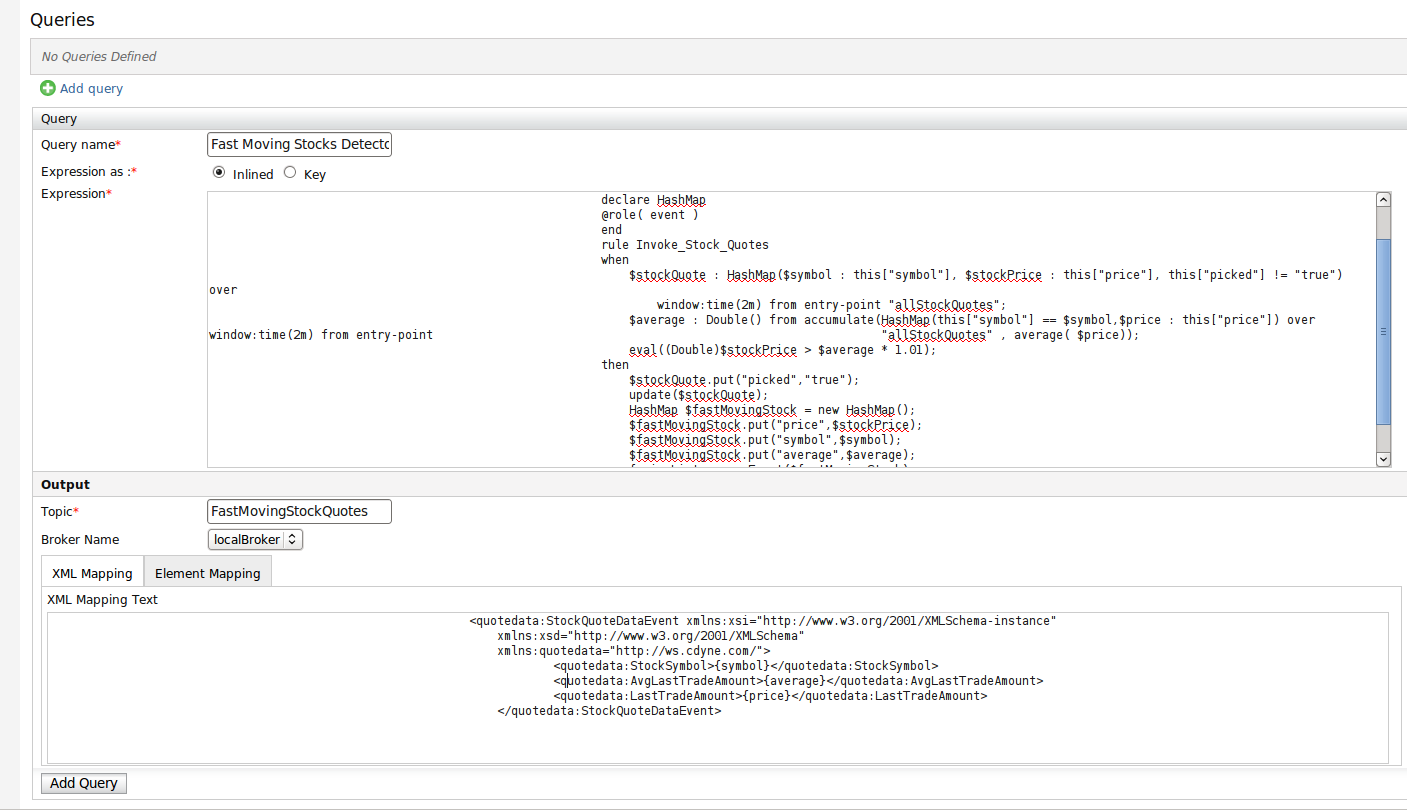 Queries
No Queries Defined
Add query
Query
Query name*
Fast Moving Stocks Detecto
Expression as :*
Inlined
Key
Expression*
declare HashMap
@role( event )
end
rule Invoke_Stock_Quotes
when
$stockQuote : HashMap($symbol : this["symbol"], $stockPrice : this["price"], this["picked"] != "true")
over
window:time(2m) from entry-point "allStockQuotes";
$average : Double() from accumulate(HashMap(this["symbol"] == $symbol,$price : this["price"]) over
window:time(2m) from entry-point "allStockQuotes" , average( $price));
eval((Double)$stockPrice > $average * 1.01);
then
$stockQuote.put("picked","true");
update($stockQuote);
HashMap $fastMovingStock = new HashMap();
$fastMovingStock.put("price",$stockPrice);
$fastMovingStock.put("symbol",$symbol);
$fastMovingStock.put("average",$average);
Output
Topic*
FastMovingStockQuotes
Broker Name
localBroker
XML Mapping
Element Mapping
XML Mapping Text
<quotedata:StockQuoteDataEvent xmlns:xsi="http://www.w3.org/2001/XMLSchema-instance"
xmlns:xsd="http://www.w3.org/2001/XMLSchema"
xmlns:quotedata="http://ws.cdyne.com/">
<quotedata:StockSymbol>{symbol}</quotedata:StockSymbol>
<quotedata:AvgLastTradeAmount>{average}</quotedata:AvgLastTradeAmount>
<quotedata:LastTradeAmount>{price}</quotedata:LastTradeAmount>
</quotedata:StockQuoteDataEvent>
Add Query